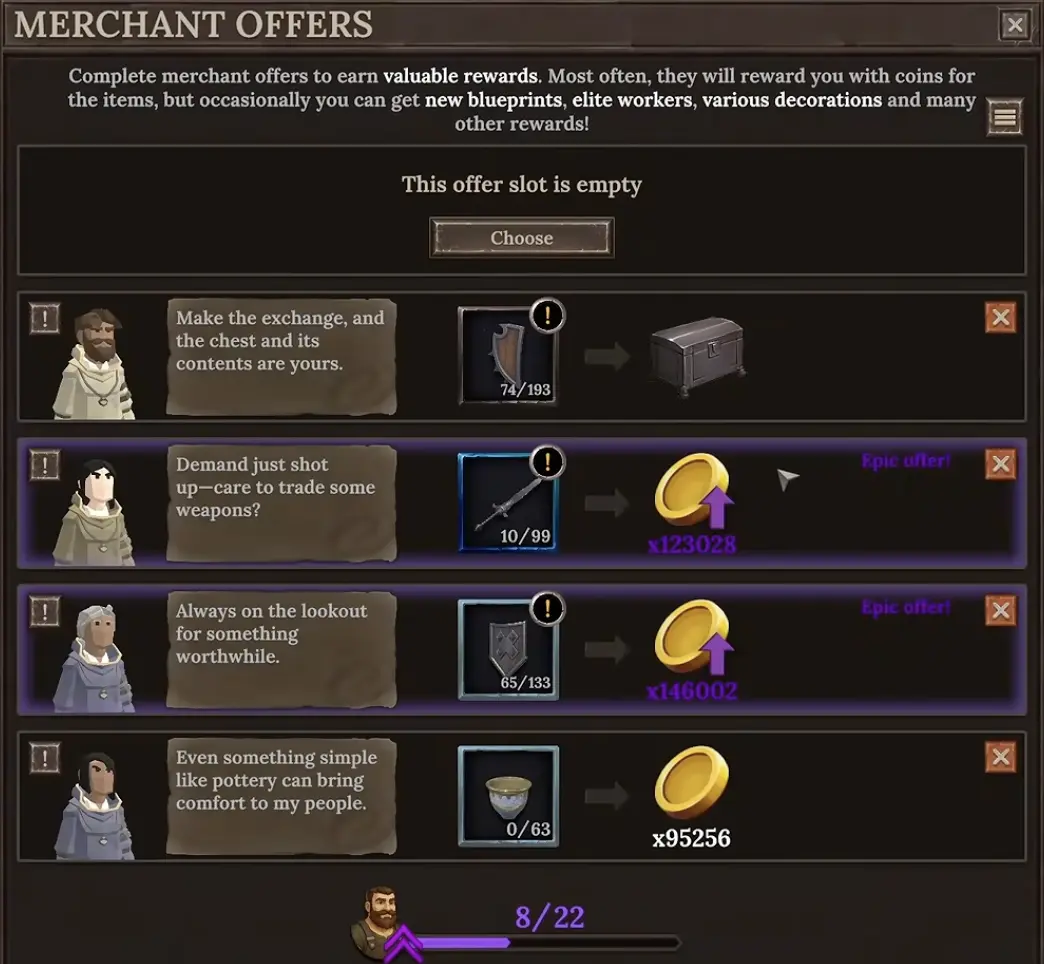 MERCHANT OFFERS
Complete merchant offers to earn valuable rewards. Most often, they will reward you with coins for
the items, but occasionally you can get new blueprints, elite workers, various decorations and many
other rewards!
This offer slot is empty
Choose
!
Make the exchange, and
the chest and its
contents are yours.
!
74/193
!
Demand just shot
up—care to trade some
weapons?
!
10/99
x123028
Epic offer!
!
Always on the lookout
for something
worthwhile.
!
65/133
x146002
Epic offer!
!
Even something simple
like pottery can bring
comfort to my people.
0/63
x95256
8/22